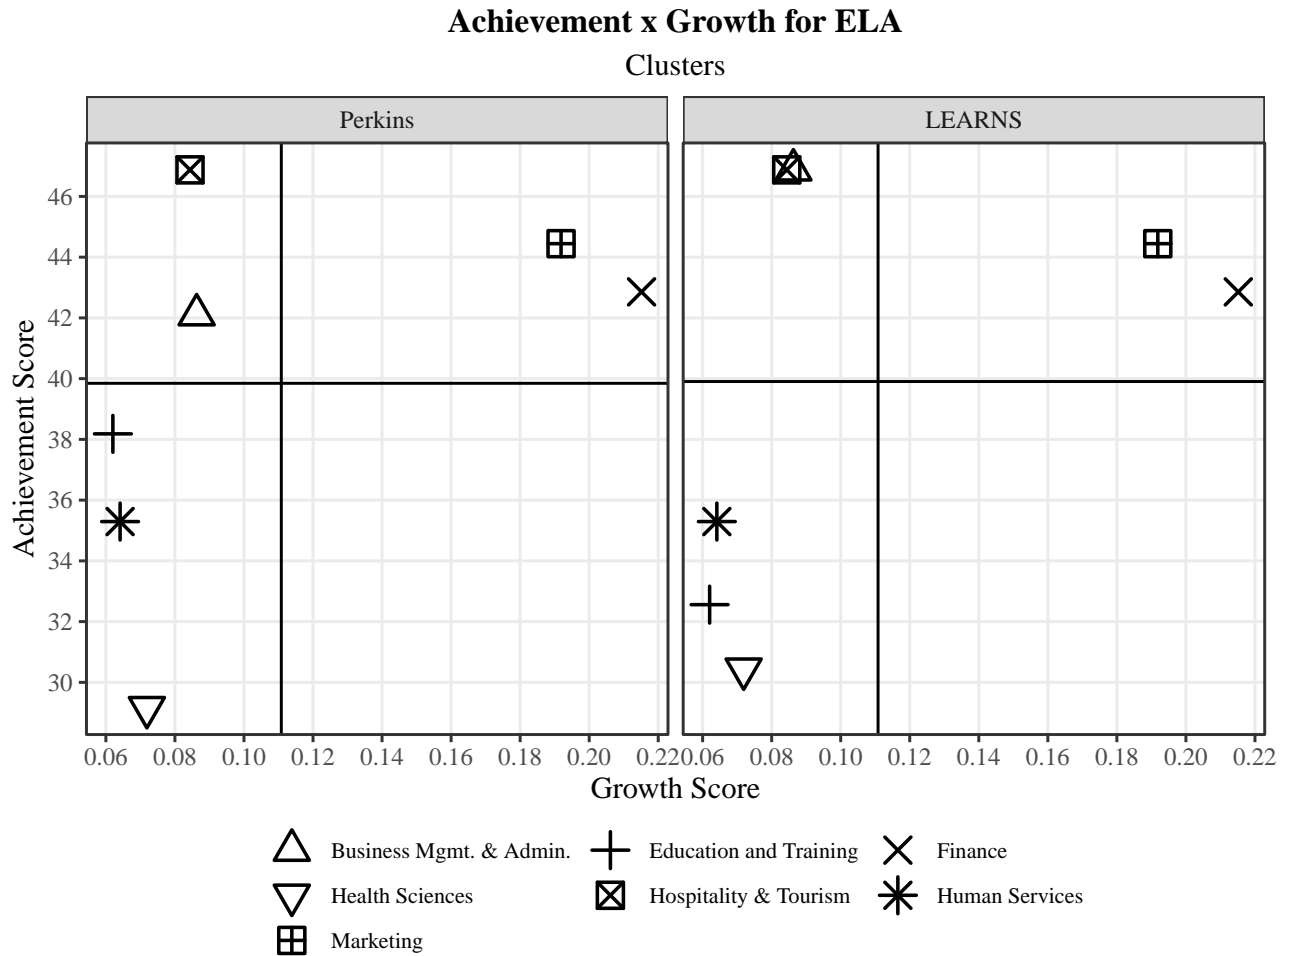 Achievement x Growth for ELA
Clusters
Perkins
LEARNS
Achievement Score
46
44
42
40
38
36
34
32
30
0.06 0.08 0.10 0.12 0.14 0.16 0.18 0.20 0.22
0.06 0.08 0.10 0.12 0.14 0.16 0.18 0.20 0.22
Growth Score
Business Mgmt. & Admin. Education and Training Finance
Health Sciences Hospitality & Tourism Human Services
Marketing